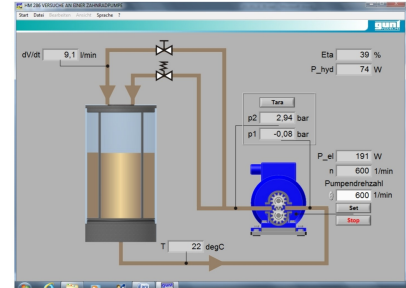 HM 286 VERSUCHE AN EINER ZAHNRADPUMPE
Start Datei Bearbeiten Ansicht Sprache ?
gunt
dV/dt 9,1 l/min
Eta 39 %
P_hyd 74 W
Tara
p2 2,94 bar
p1 -0,08 bar
P_el 191 W
n 600 1/min
Pumpendrehzahl
600 1/min
Set
Stop
T 22 degC